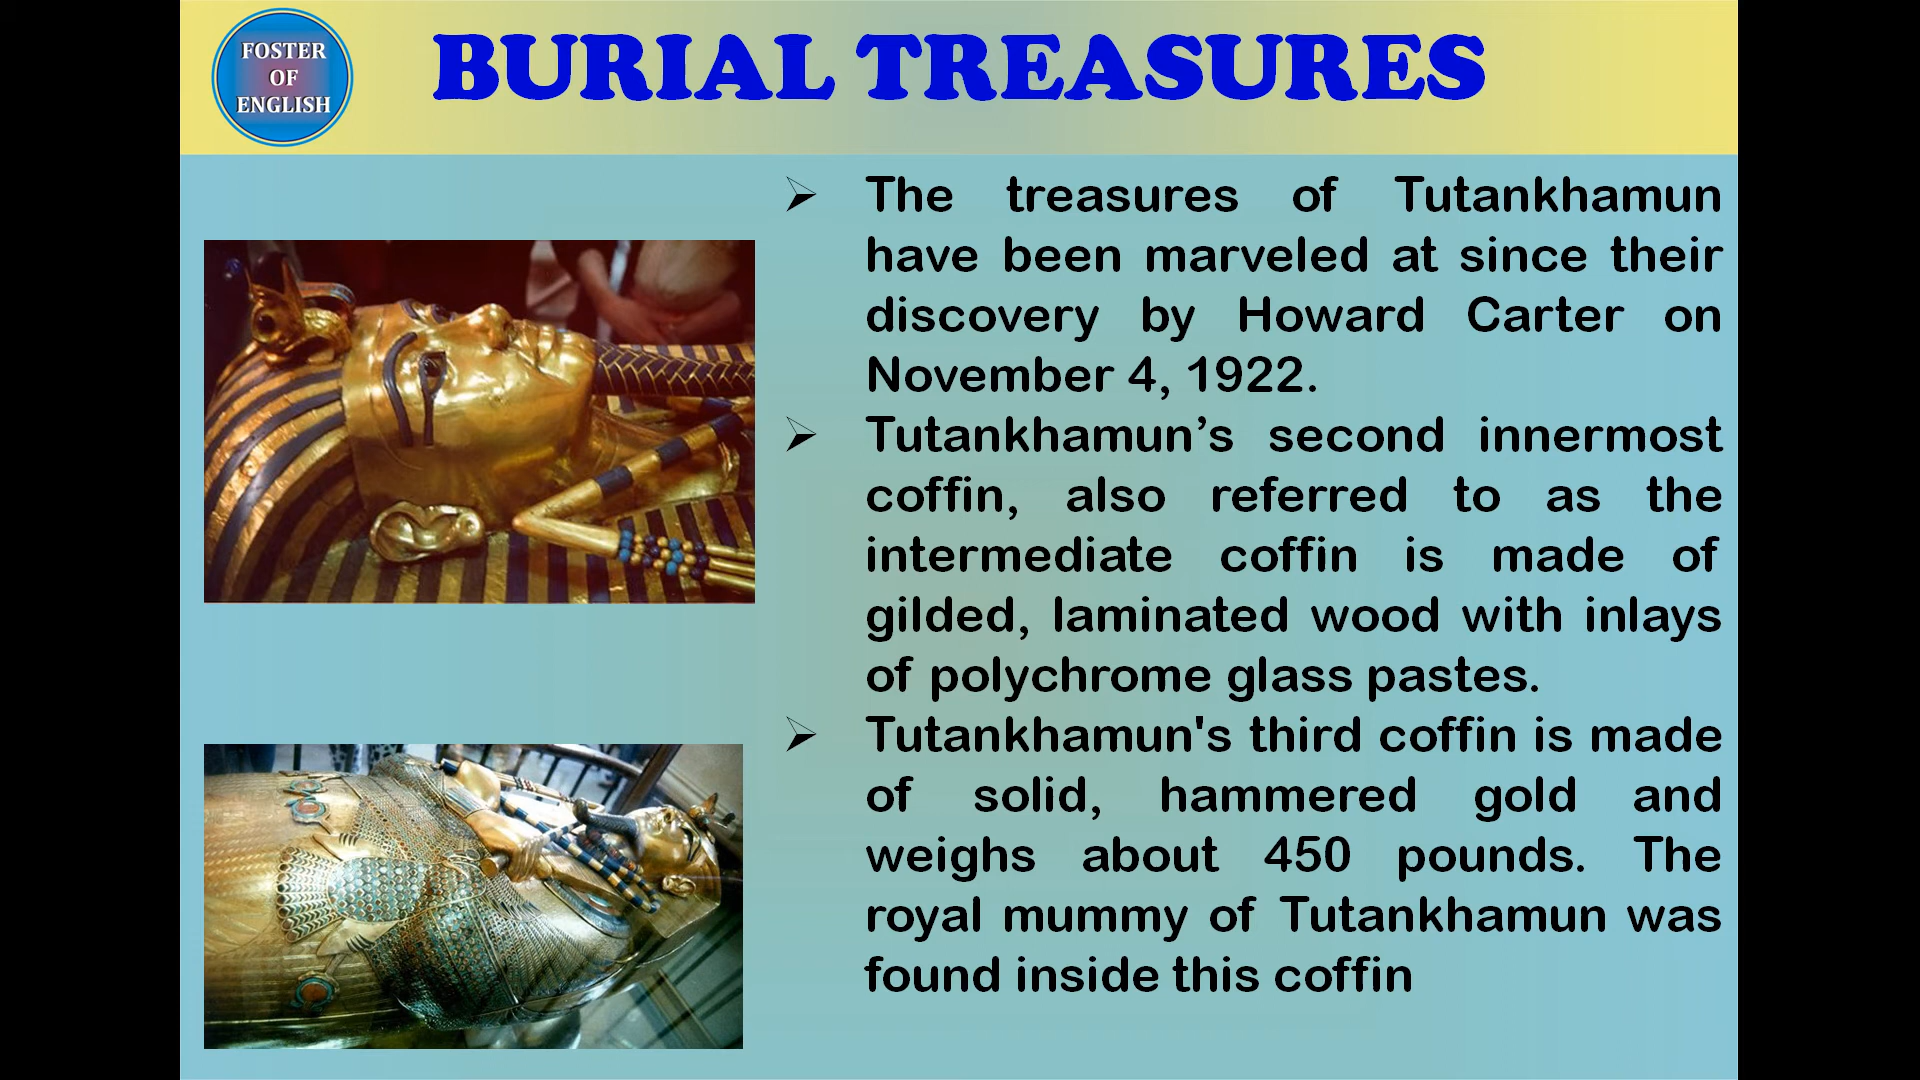 FOSTER
OF
ENGLISH
BURIAL TREASURES
➢ The treasures of Tutankhamun
have been marveled at since their
discovery by Howard Carter on
November 4, 1922.
➢ Tutankhamun’s second innermost
coffin, also referred to as the
intermediate coffin is made of
gilded, laminated wood with inlays
of polychrome glass pastes.
➢ Tutankhamun's third coffin is made
of solid, hammered gold and
weighs about 450 pounds. The
royal mummy of Tutankhamun was
found inside this coffin